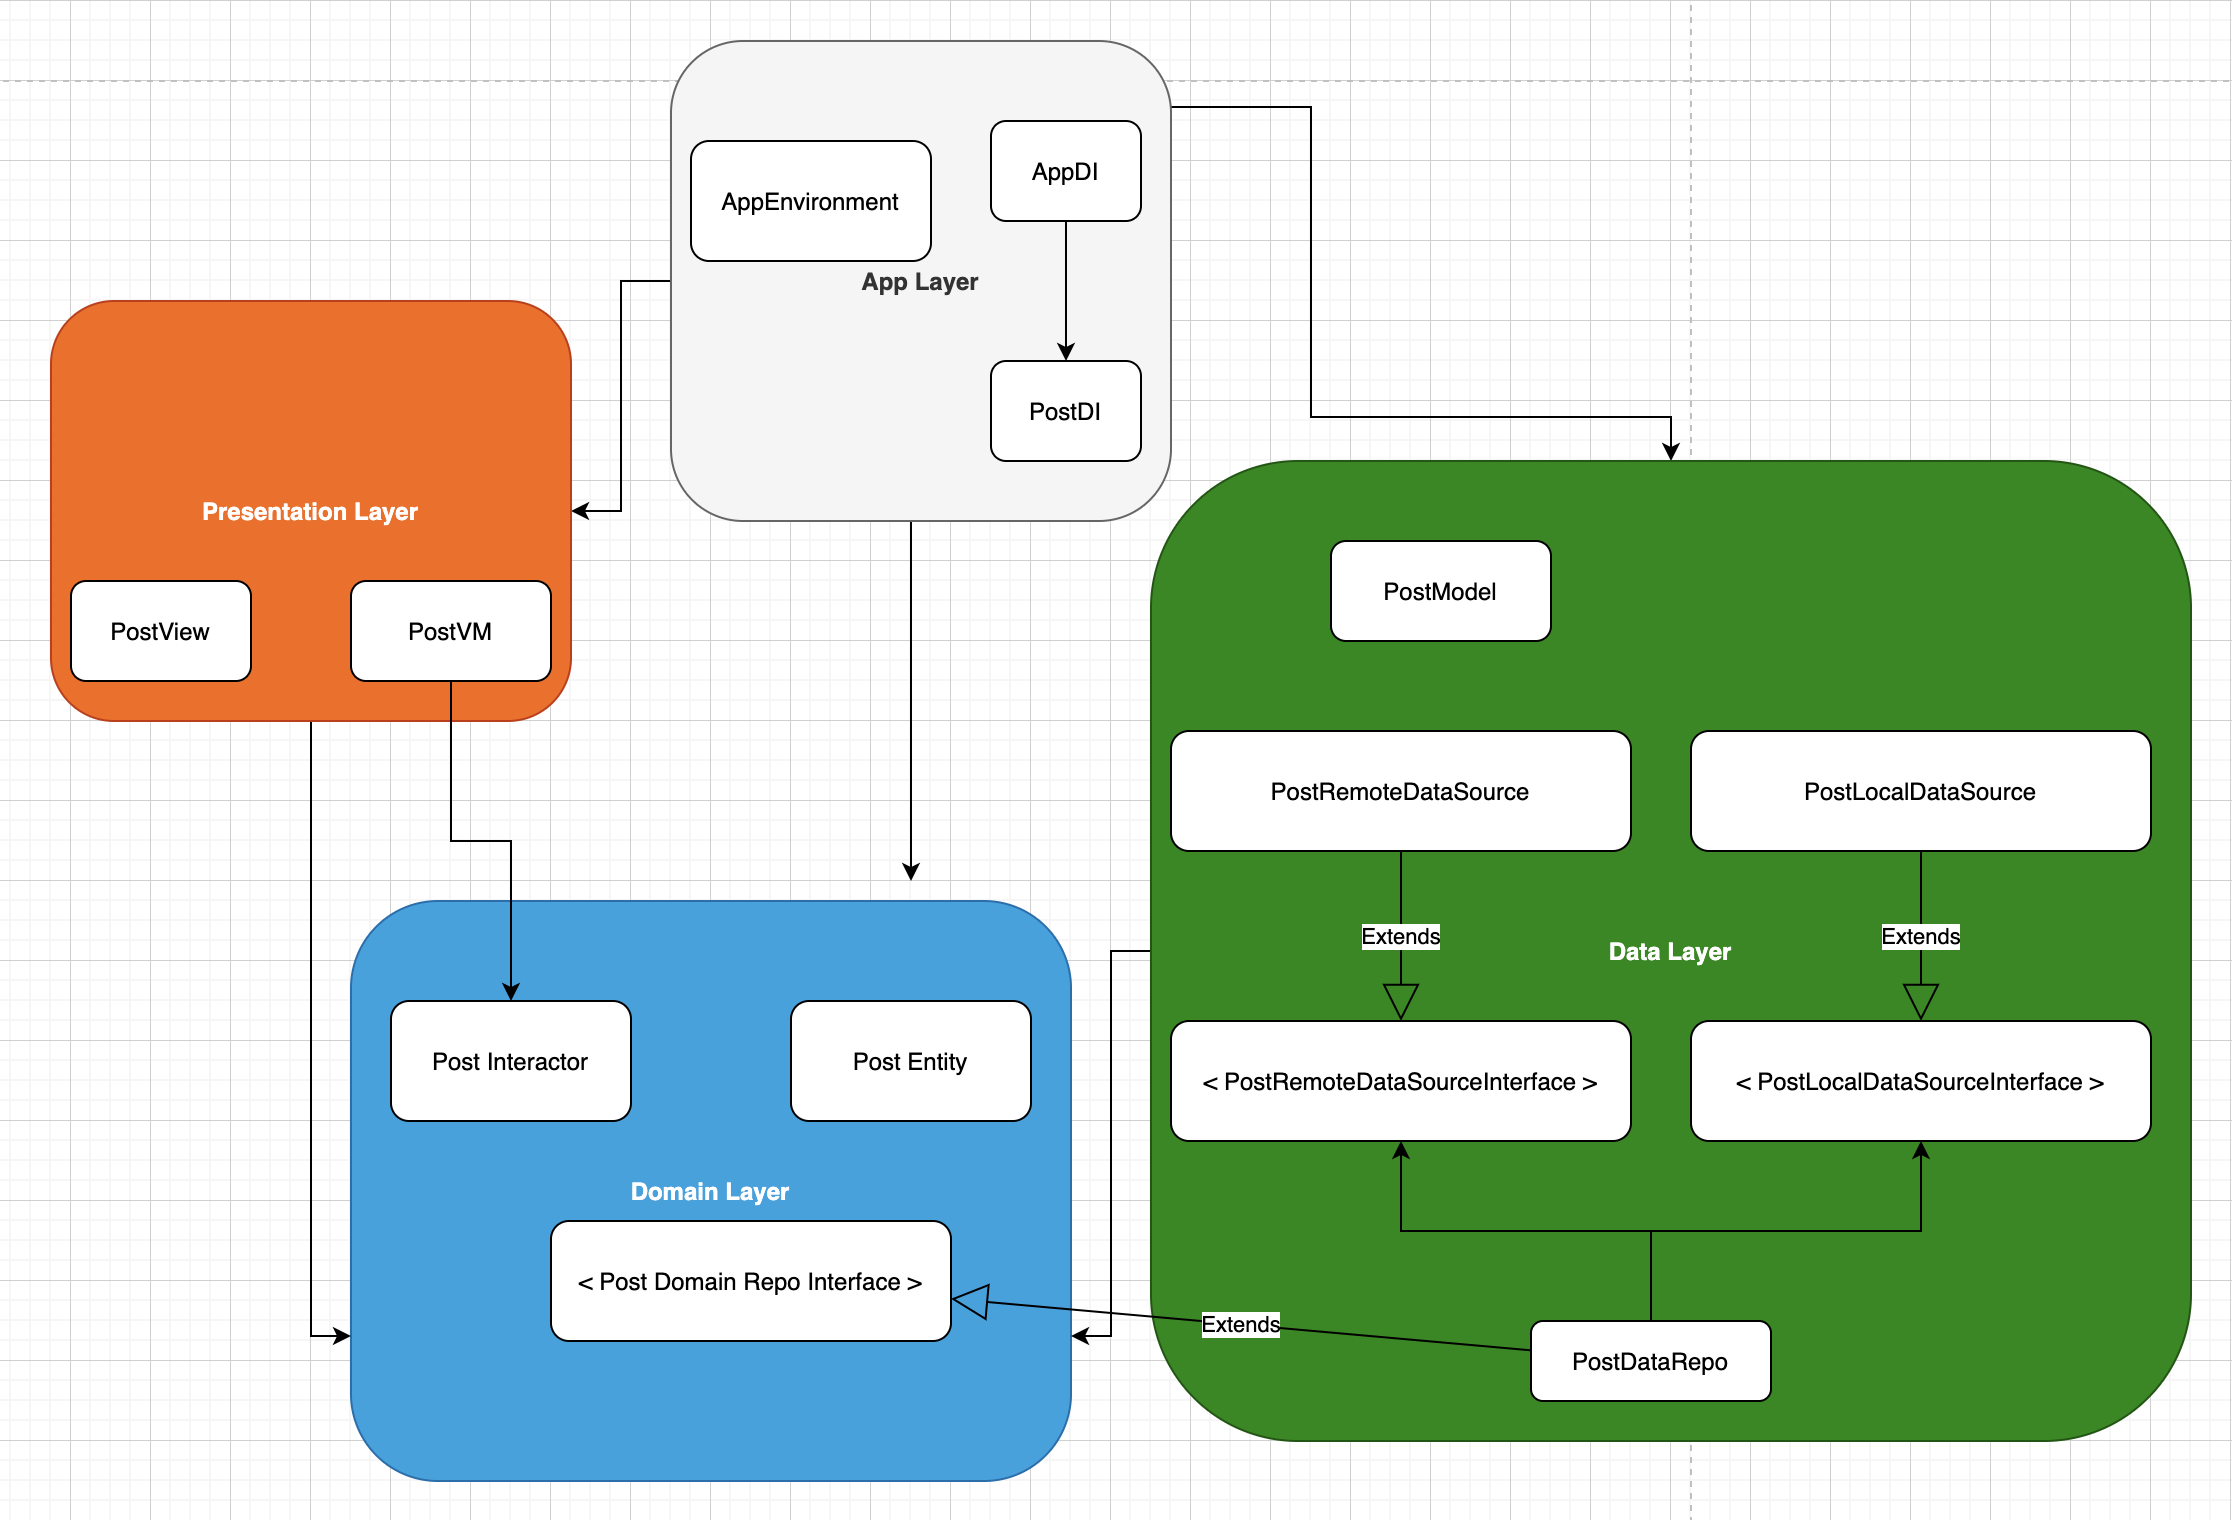 AppEnvironment
AppDI
App Layer
PostDI
Presentation Layer
PostView
PostVM
PostModel
PostRemoteDataSource
PostLocalDataSource
Extends
Extends
Data Layer
< PostRemoteDataSourceInterface >
< PostLocalDataSourceInterface >
Post Interactor
Post Entity
Domain Layer
< Post Domain Repo Interface >
Extends
PostDataRepo